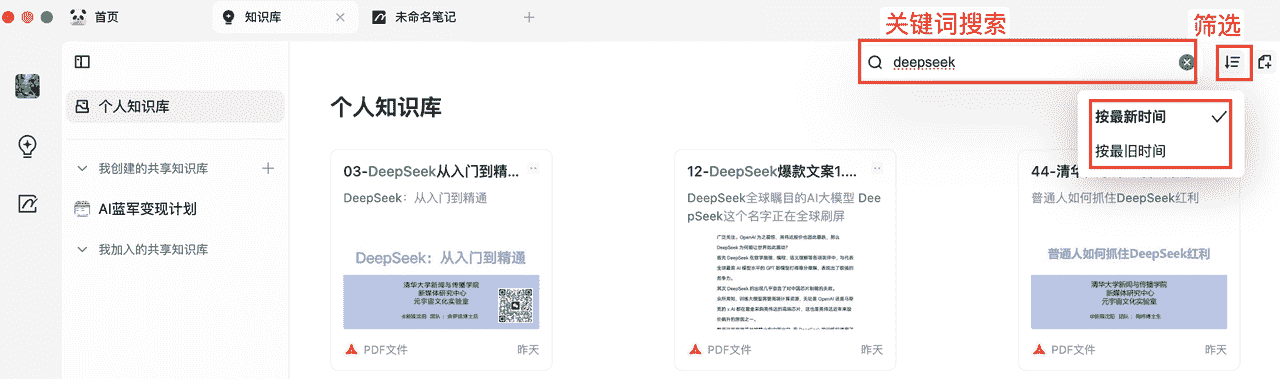 首页
知识库
未命名笔记
关键词搜索
筛选
deepseek
个人知识库
我创建的共享知识库
AI蓝军变现计划
我加入的共享知识库
个人知识库
按最新时间
按最旧时间
03-DeepSeek从入门到精...
DeepSeek：从入门到精通
DeepSeek：从入门到精通
清华大学新闻与传播学院
新媒体研究中心
元宇宙文化实验室
PDF文件
昨天
12-DeepSeek爆款文案1....
DeepSeek全球瞩目的AI大模型 Dee
pSeek这个名字正在全球刷屏
DeepSeek 为何能让世界如此震动?
PDF文件
昨天
44-清华
普通人如何抓住DeepSeek红利
普通人如何抓住DeepSeek红利
清华大学新闻与传播学院
新媒体研究中心
元宇宙文化实验室
PDF文件
昨天